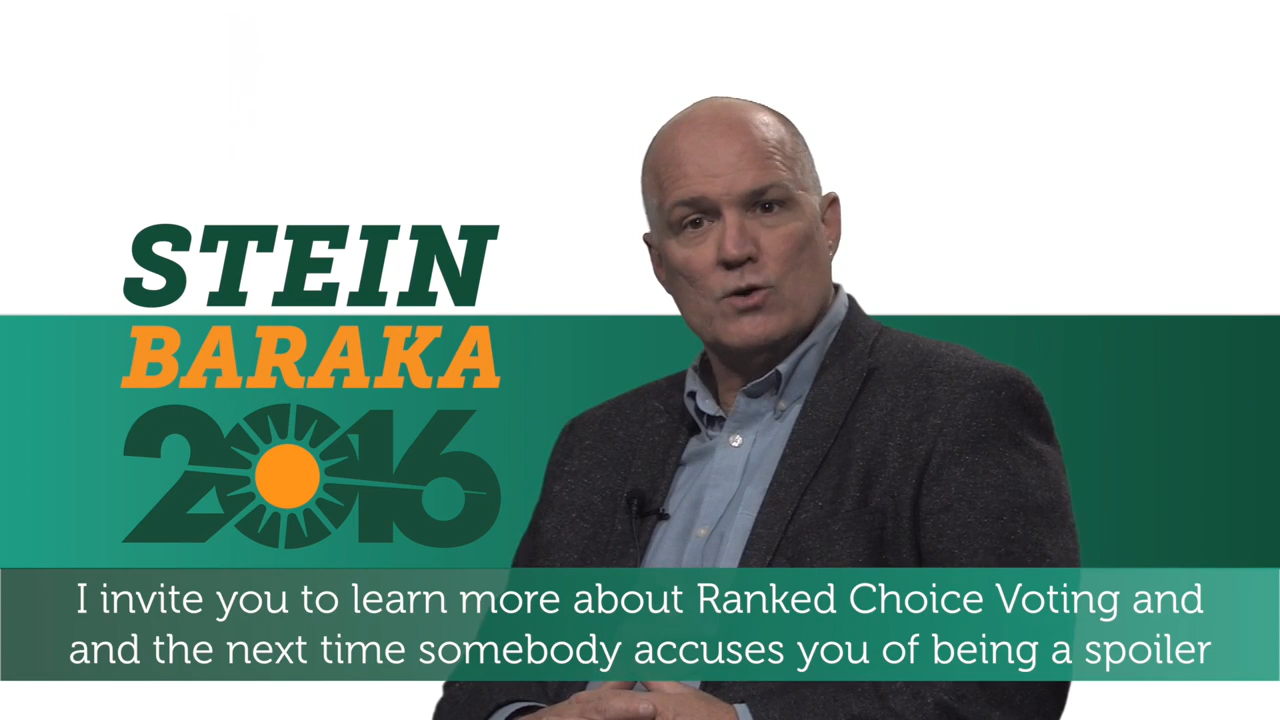 STEIN
BARAKA
2016
I invite you to learn more about Ranked Choice Voting and
and the next time somebody accuses you of being a spoiler